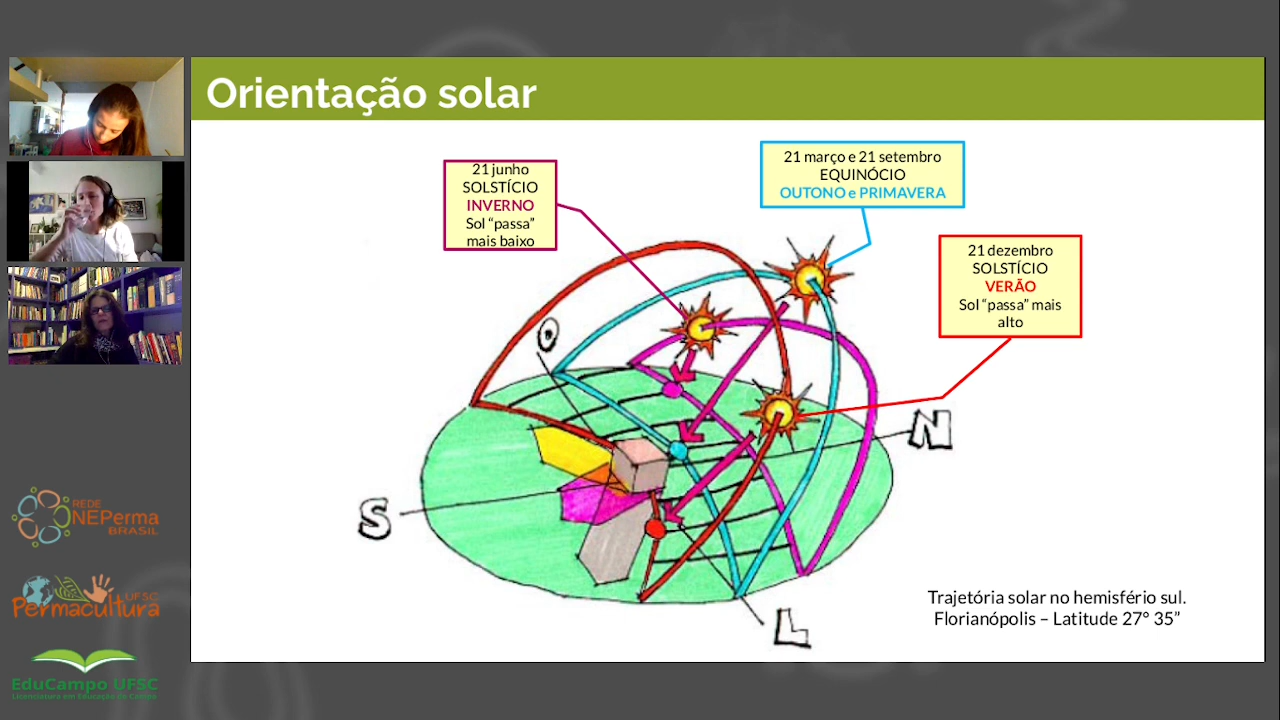 Orientação solar
21 junho
SOLSTÍCIO
INVERNO
Sol “passa”
mais baixo
21 março e 21 setembro
EQUINÓCIO
OUTONO e PRIMAVERA
21 dezembro
SOLSTÍCIO
VERÃO
Sol “passa” mais
alto
O
N
S
L
Trajetória solar no hemisfério sul.
Florianópolis – Latitude 27° 35”
REDE
NEPerma
BRASIL
UFSC
Permacultura
EduCampo UFSC
Licenciatura em Educação do Campo